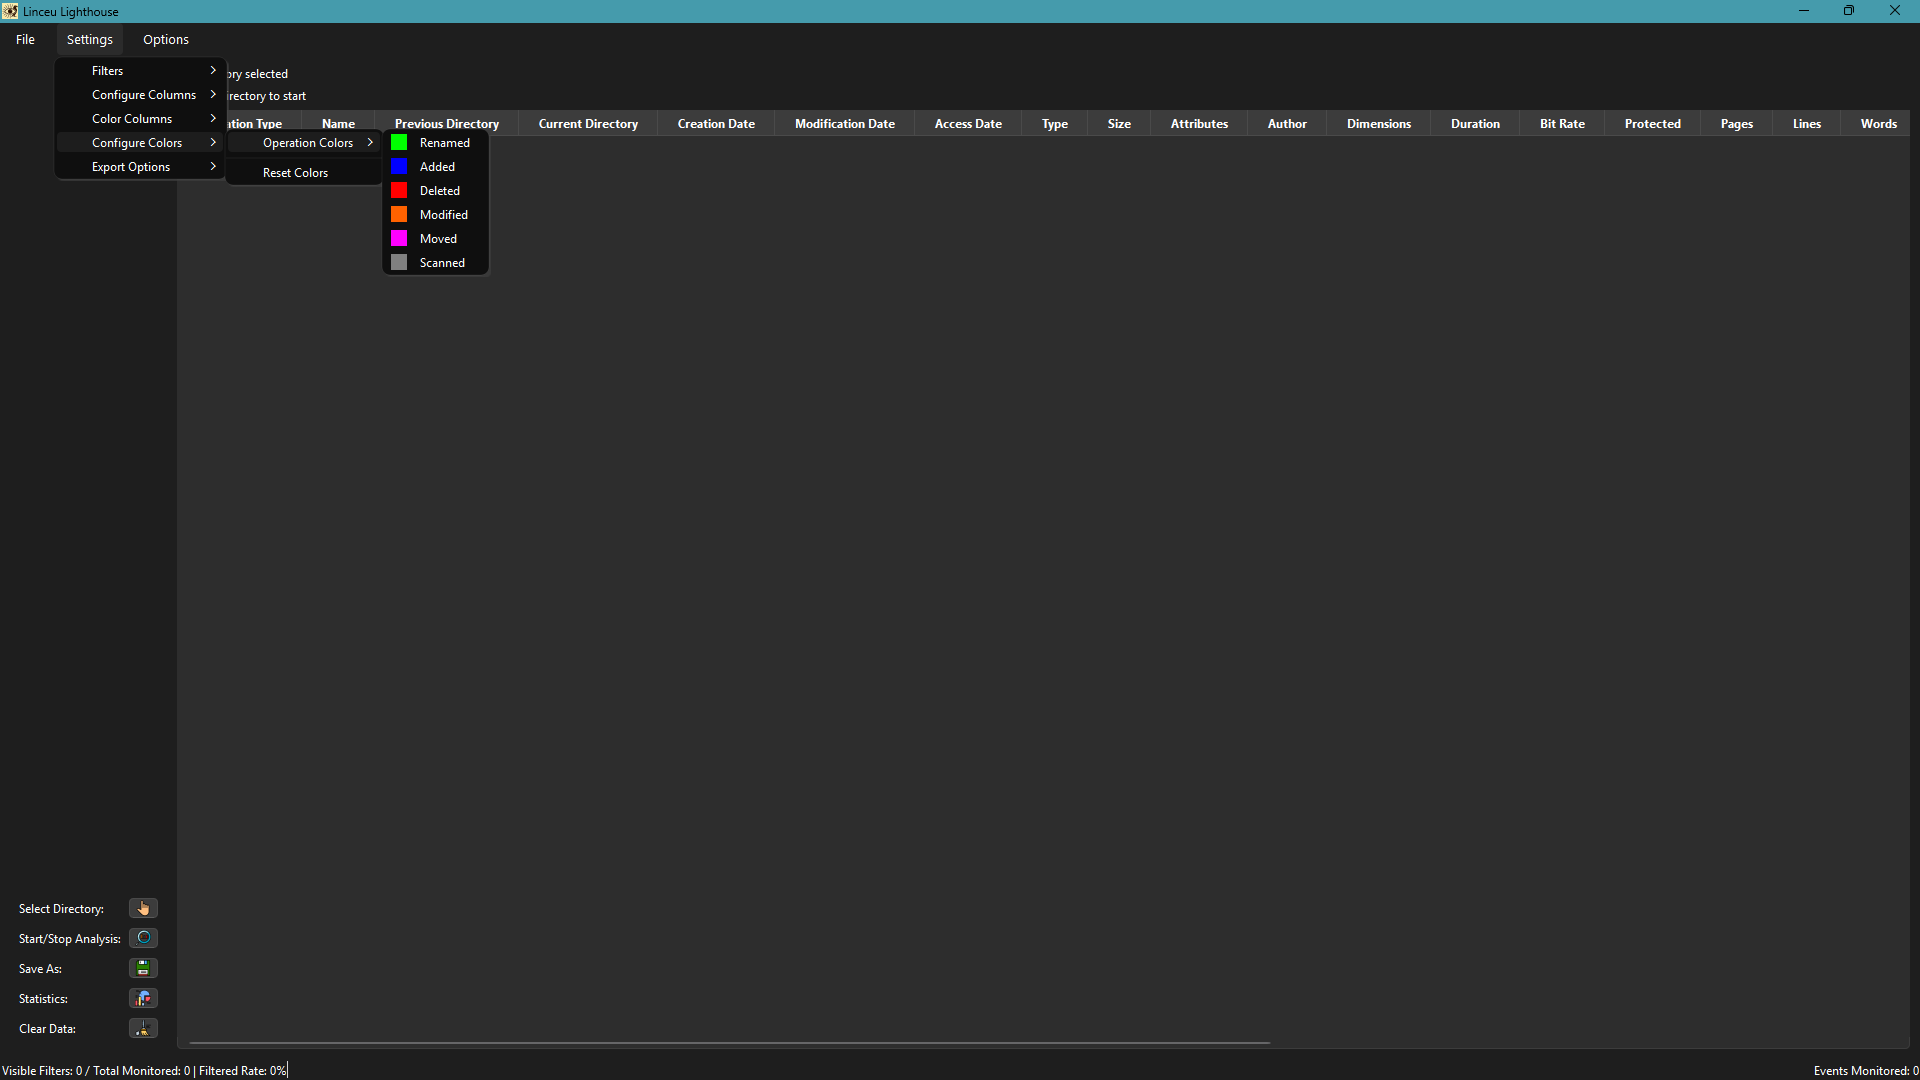 Linceu Lighthouse
File Settings Options
Filters
ory selected
Configure Columns
irectory to start
Color Columns
ation Type Name Previous Directory Current Directory Creation Date Modification Date Access Date Type Size Attributes Author Dimensions Duration Bit Rate Protected Pages Lines Words
Configure Colors
Operation Colors
Renamed
Export Options
Reset Colors
Added
Deleted
Modified
Moved
Scanned
Select Directory:
Start/Stop Analysis:
Save As:
Statistics:
Clear Data:
Visible Filters: 0 / Total Monitored: 0 | Filtered Rate: 0%
Events Monitored: 0